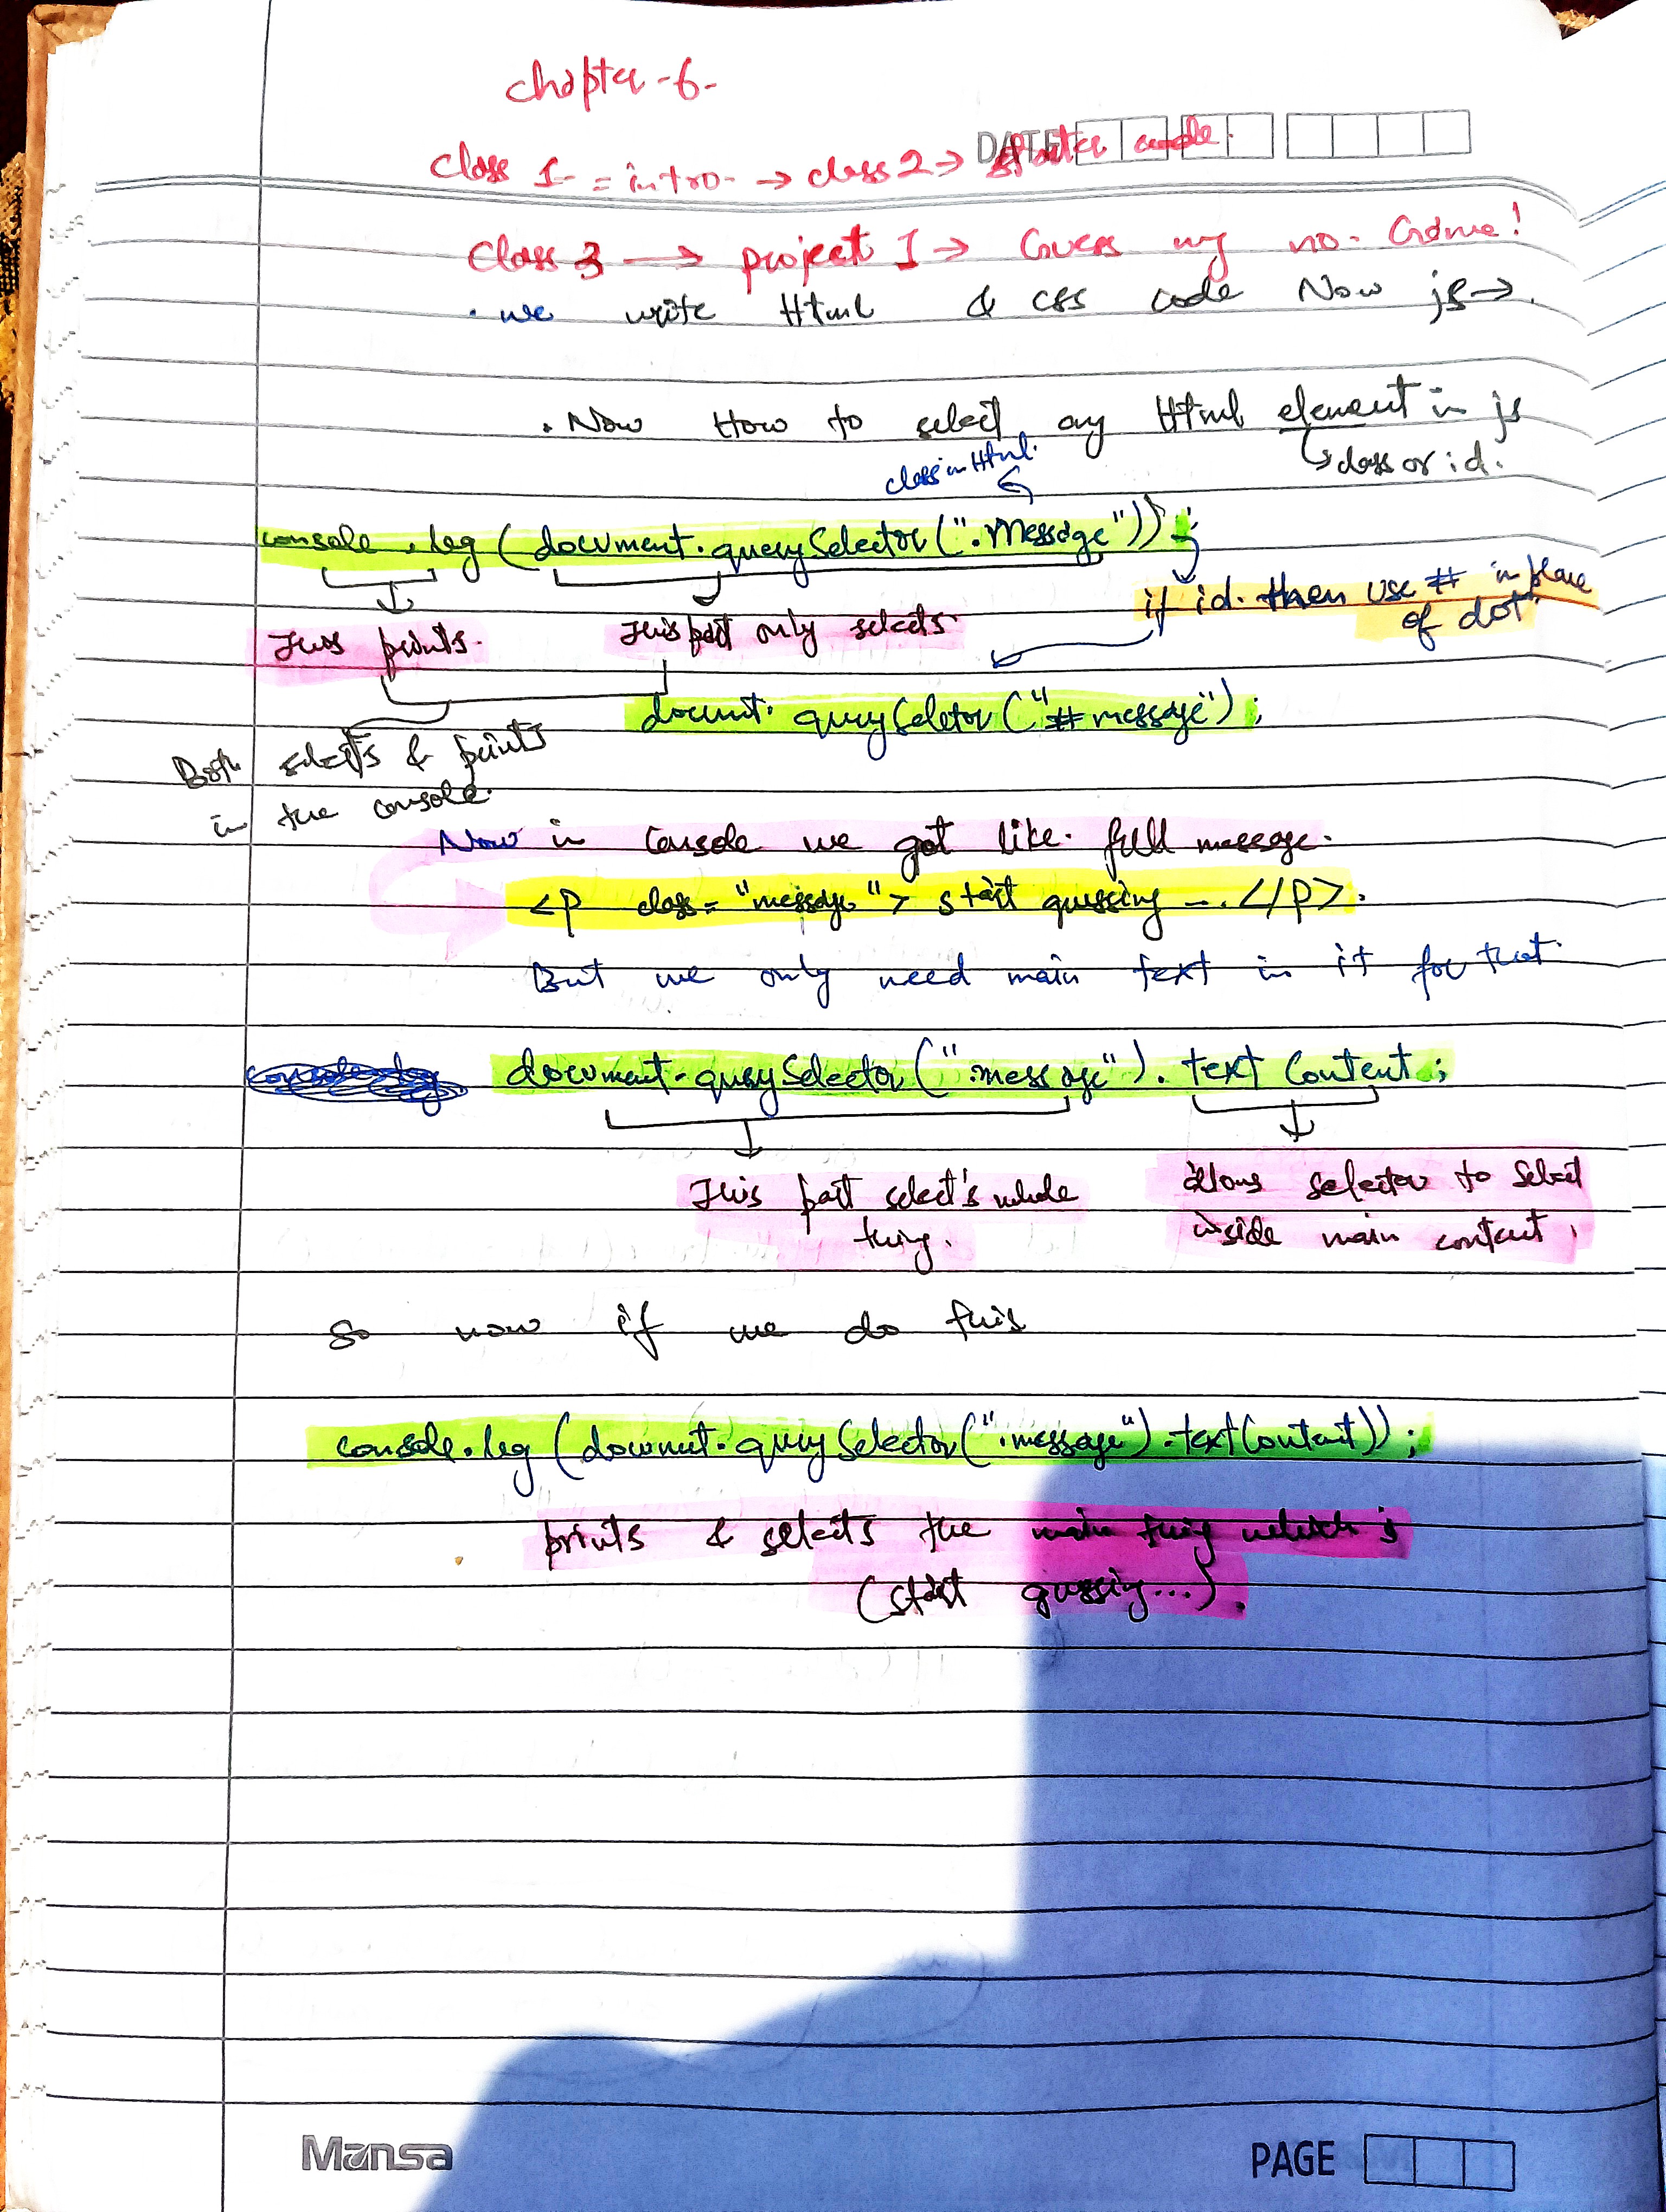 Chapter - 6 -
DATE
Class 1 - = intro - → class 2 → starter code.
Class 3 → project 1 → Guess my no. Game!
. we write Html & css code Now js →.
. Now How to select any Html element in js
↳ class or id.
class in Html.
console.log(document.querySelector(".Message"));
if id. then use # in place
of dot
This prints.
This part only selects.
documt.querySeletor("#message");
Both selects & prints
in the console.
Now in console we got like. full message.
<p class="message"> start guessing -. </p>.
But we only need main text in it for that.
document.querySelector(".message").textContent;
This part select's whole
thing.
allows selector to select
inside main content.
So now if we do this
console.log(document.querySelector(".message").textContent));
prints & selects the main thing which is
(start guessing...).
Mansa
PAGE